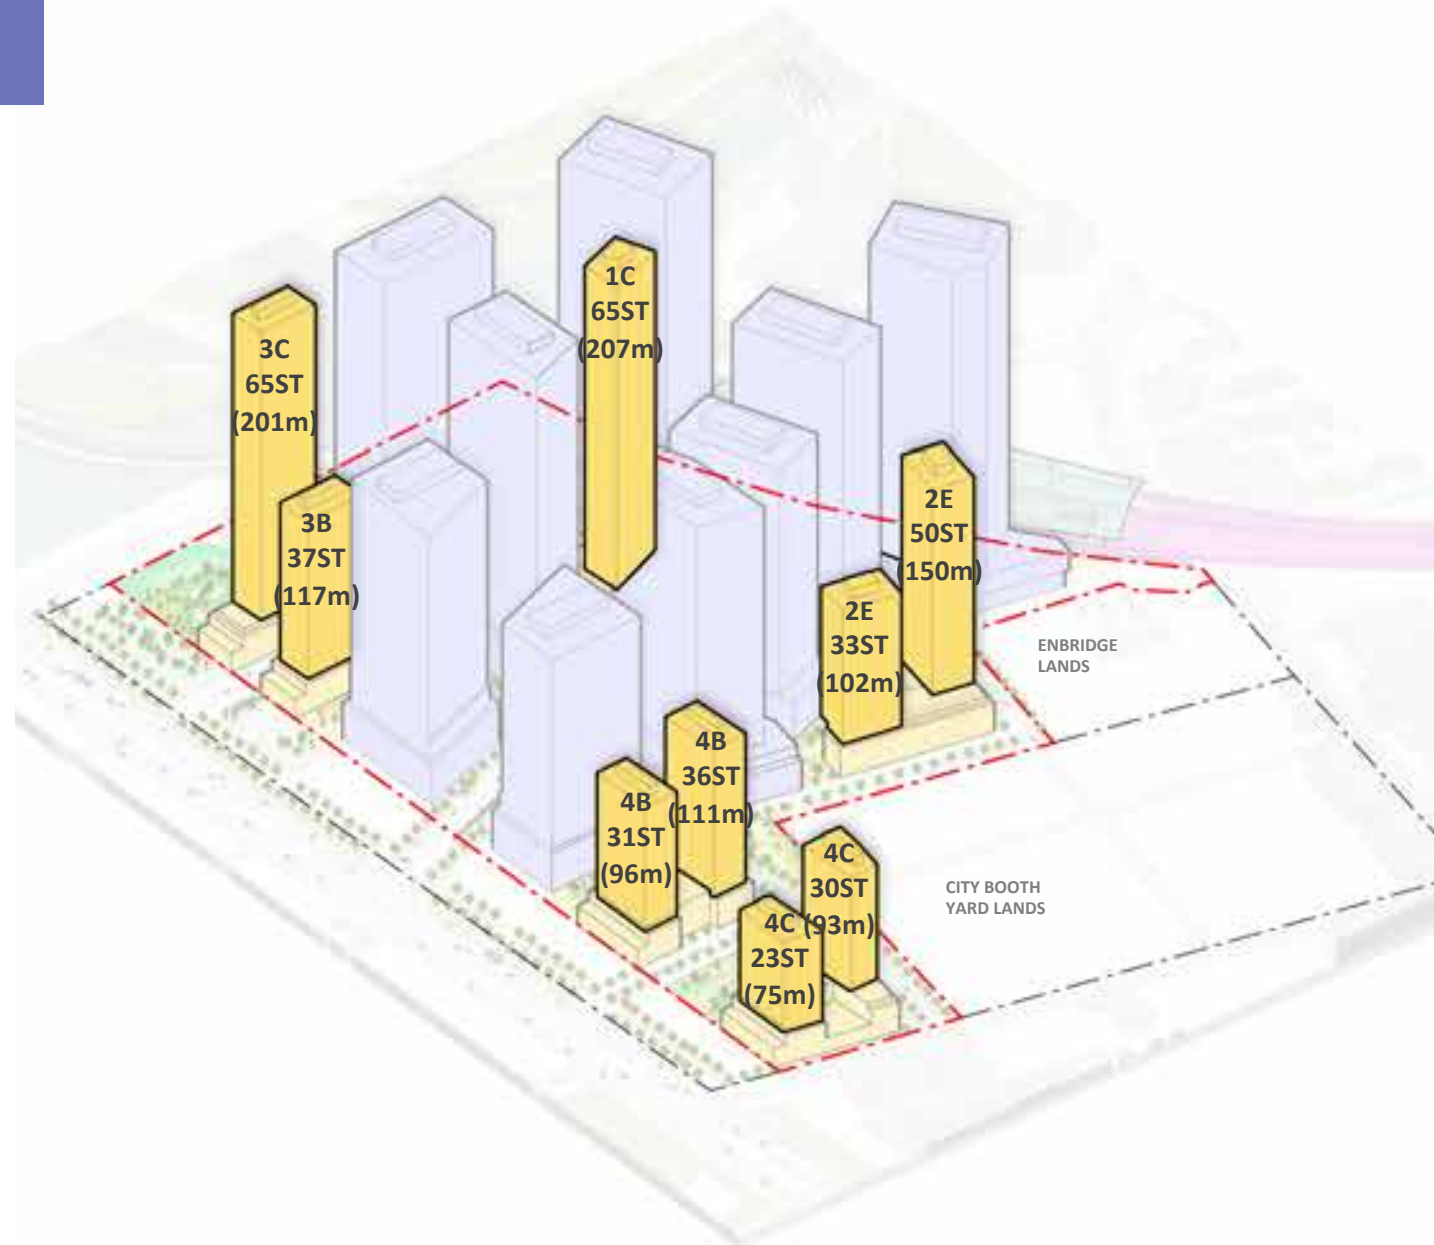 1C
65ST
(207m)
3C
65ST
(201m)
3B
37ST
(117m)
2E
50ST
(150m)
2E
33ST
(102m)
ENBRIDGE
LANDS
4B
36ST
(111m)
4B
31ST
(96m)
4C
30ST
(93m)
4C
23ST
(75m)
CITY BOOTH
YARD LANDS